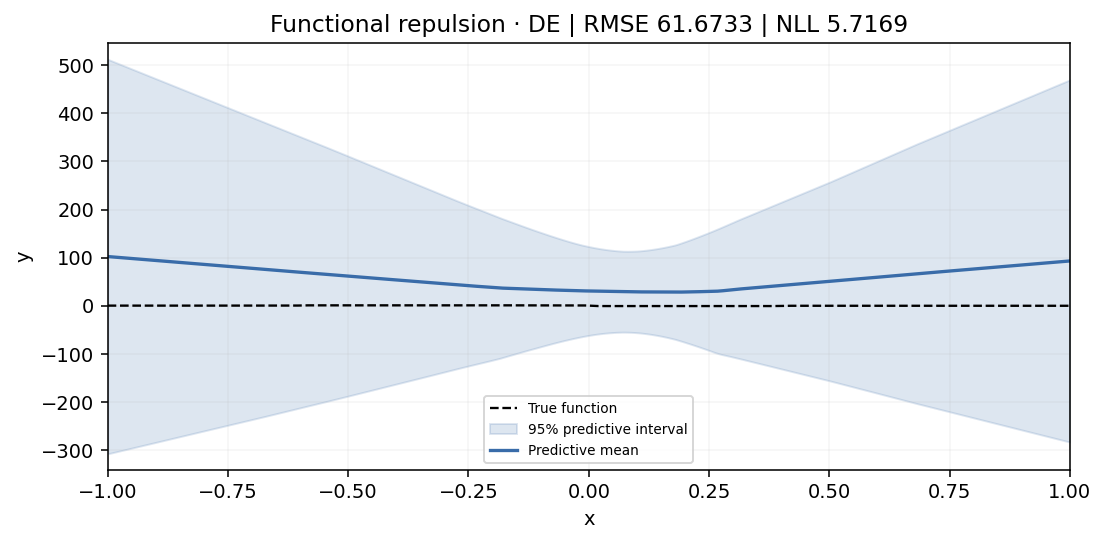 Functional repulsion · DE | RMSE 61.6733 | NLL 5.7169
500
400
300
200
100
0
−100
−200
−300
y
True function
95% predictive interval
Predictive mean
−1.00 −0.75 −0.50 −0.25 0.00 0.25 0.50 0.75 1.00
x